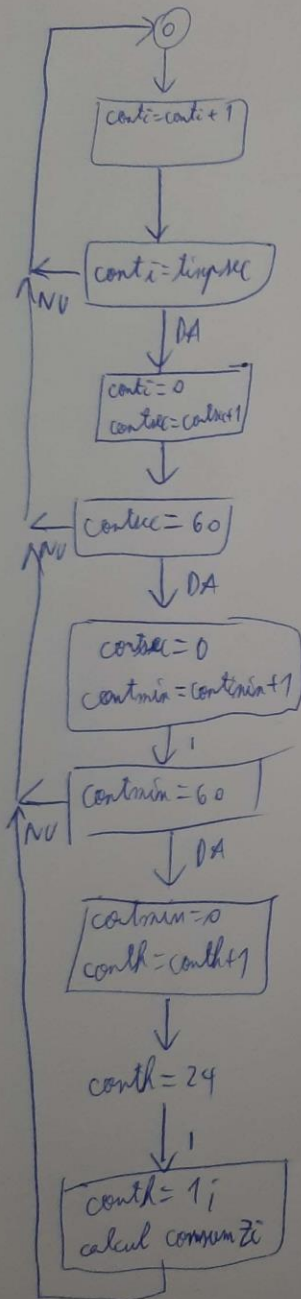 0
conti=conti+1
conti=timpsec
NU
DA
conti=0
contsec=contsec+1
contsec=60
NU
DA
contsec=0
contmin=contmin+1
1
contmin=60
NU
DA
contmin=0
conth=conth+1
conth=24
1
conth=1;
calcul consum Zi